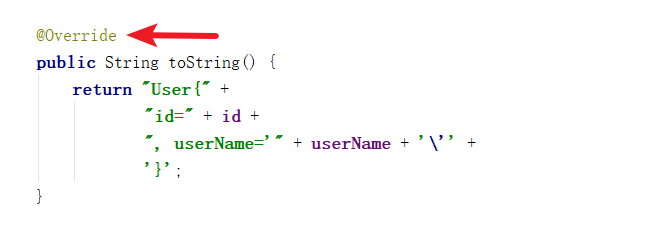 @Override
public String toString() {
return "User{" +
"id=" + id +
", userName='" + userName + '\'' +
'}';
}